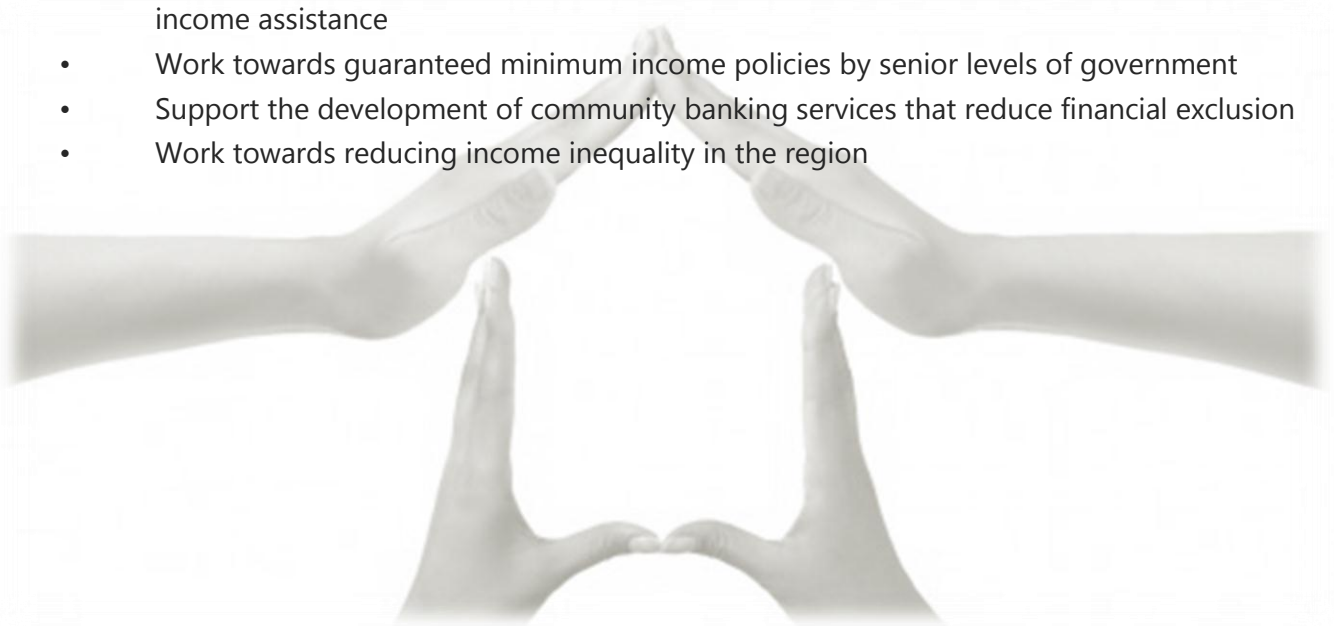 income assistance
• Work towards guaranteed minimum income policies by senior levels of government
• Support the development of community banking services that reduce financial exclusion
• Work towards reducing income inequality in the region